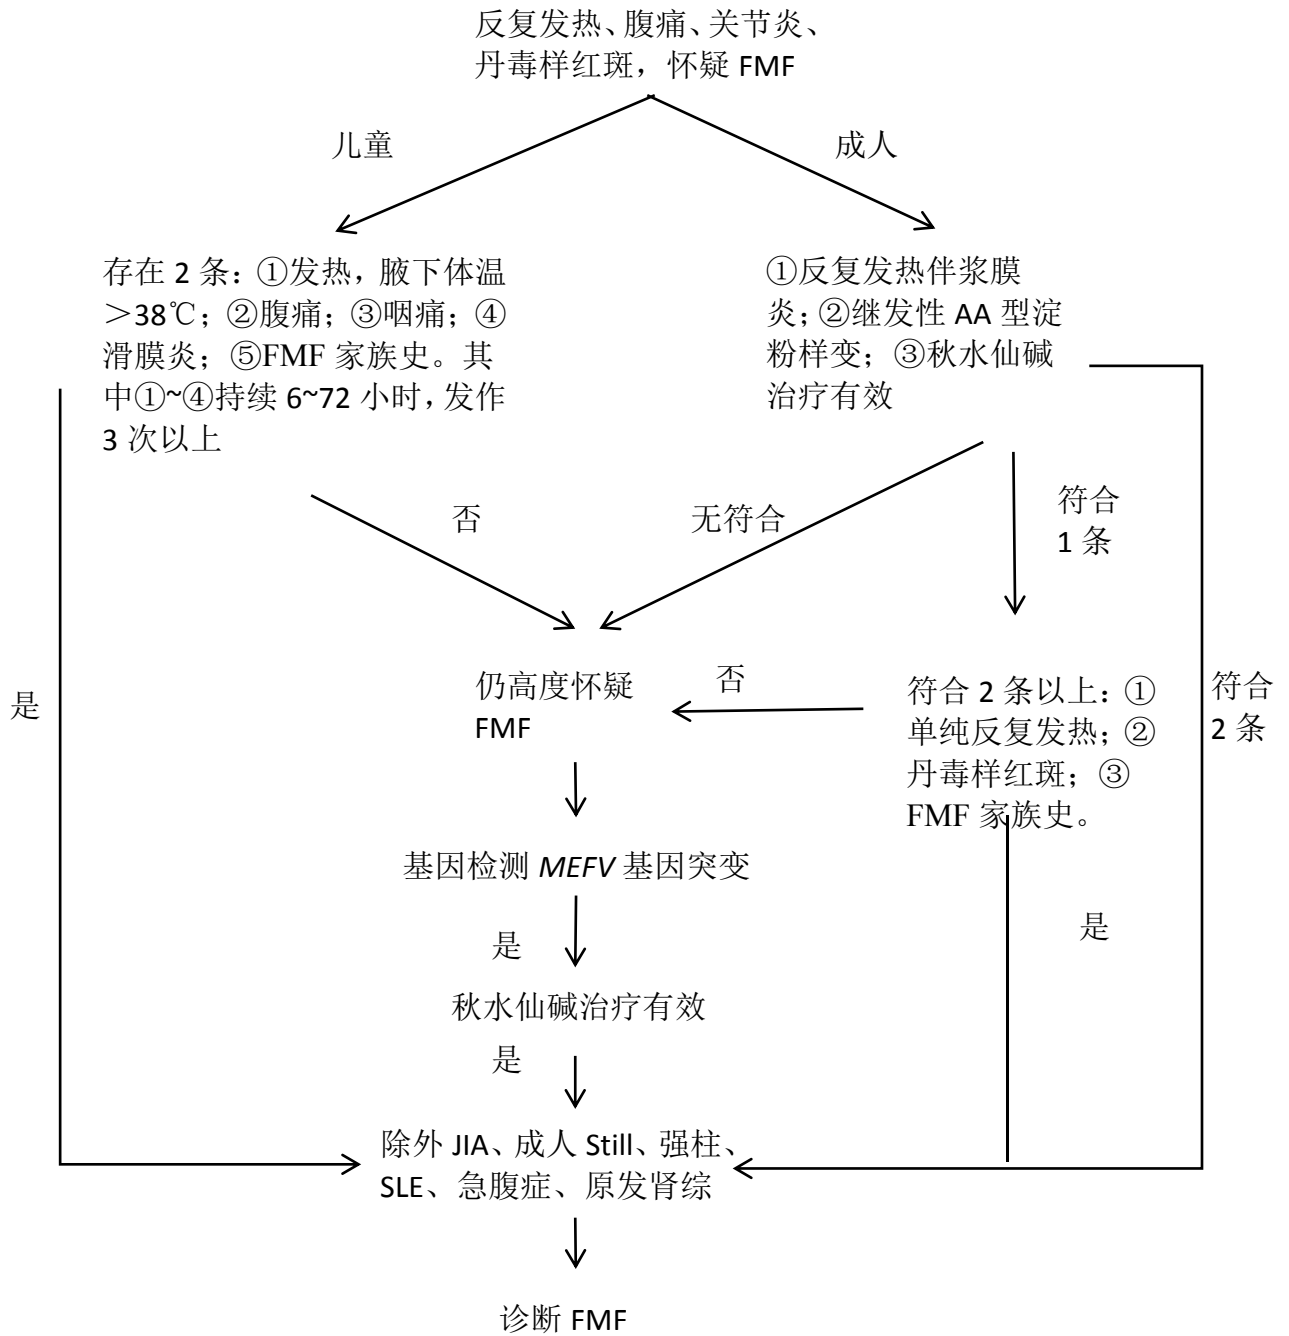 反复发热、腹痛、关节炎、
丹毒样红斑，怀疑 FMF
儿童
成人
存在 2 条：①发热，腋下体温
＞38℃；②腹痛；③咽痛；④
滑膜炎；⑤FMF 家族史。其
中①~④持续 6~72 小时，发作
3 次以上
①反复发热伴浆膜
炎；②继发性 AA 型淀
粉样变；③秋水仙碱
治疗有效
否
无符合
符合
1 条
是
仍高度怀疑
FMF
否
符合 2 条以上：①
单纯反复发热；②
丹毒样红斑；③
FMF 家族史。
符合
2 条
基因检测 MEFV 基因突变
是
是
秋水仙碱治疗有效
是
除外 JIA、成人 Still、强柱、
SLE、急腹症、原发肾综
诊断 FMF